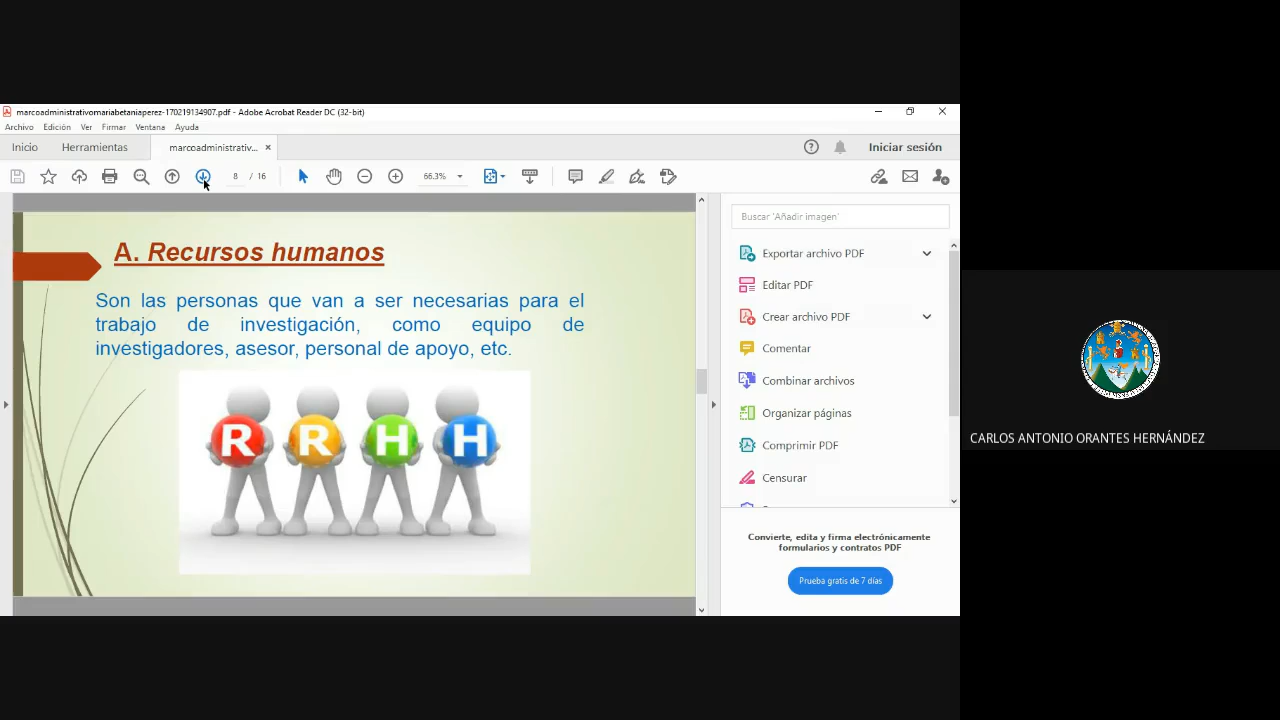 marcoadministrativomariabetaniaperez-170219134907.pdf - Adobe Acrobat Reader DC (32-bit)
Archivo Edición Ver Firmar Ventana Ayuda
Inicio Herramientas marcoadministrativ... Iniciar sesión
8 / 16 66.3%
A. Recursos humanos
Son las personas que van a ser necesarias para el
trabajo de investigación, como equipo de
investigadores, asesor, personal de apoyo, etc.
R R H H
Buscar 'Añadir imagen'
Exportar archivo PDF
Editar PDF
Crear archivo PDF
Comentar
Combinar archivos
Organizar páginas
Comprimir PDF
Censurar
Convierte, edita y firma electrónicamente
formularios y contratos PDF
Prueba gratis de 7 días
CARLOS ANTONIO ORANTES HERNÁNDEZ